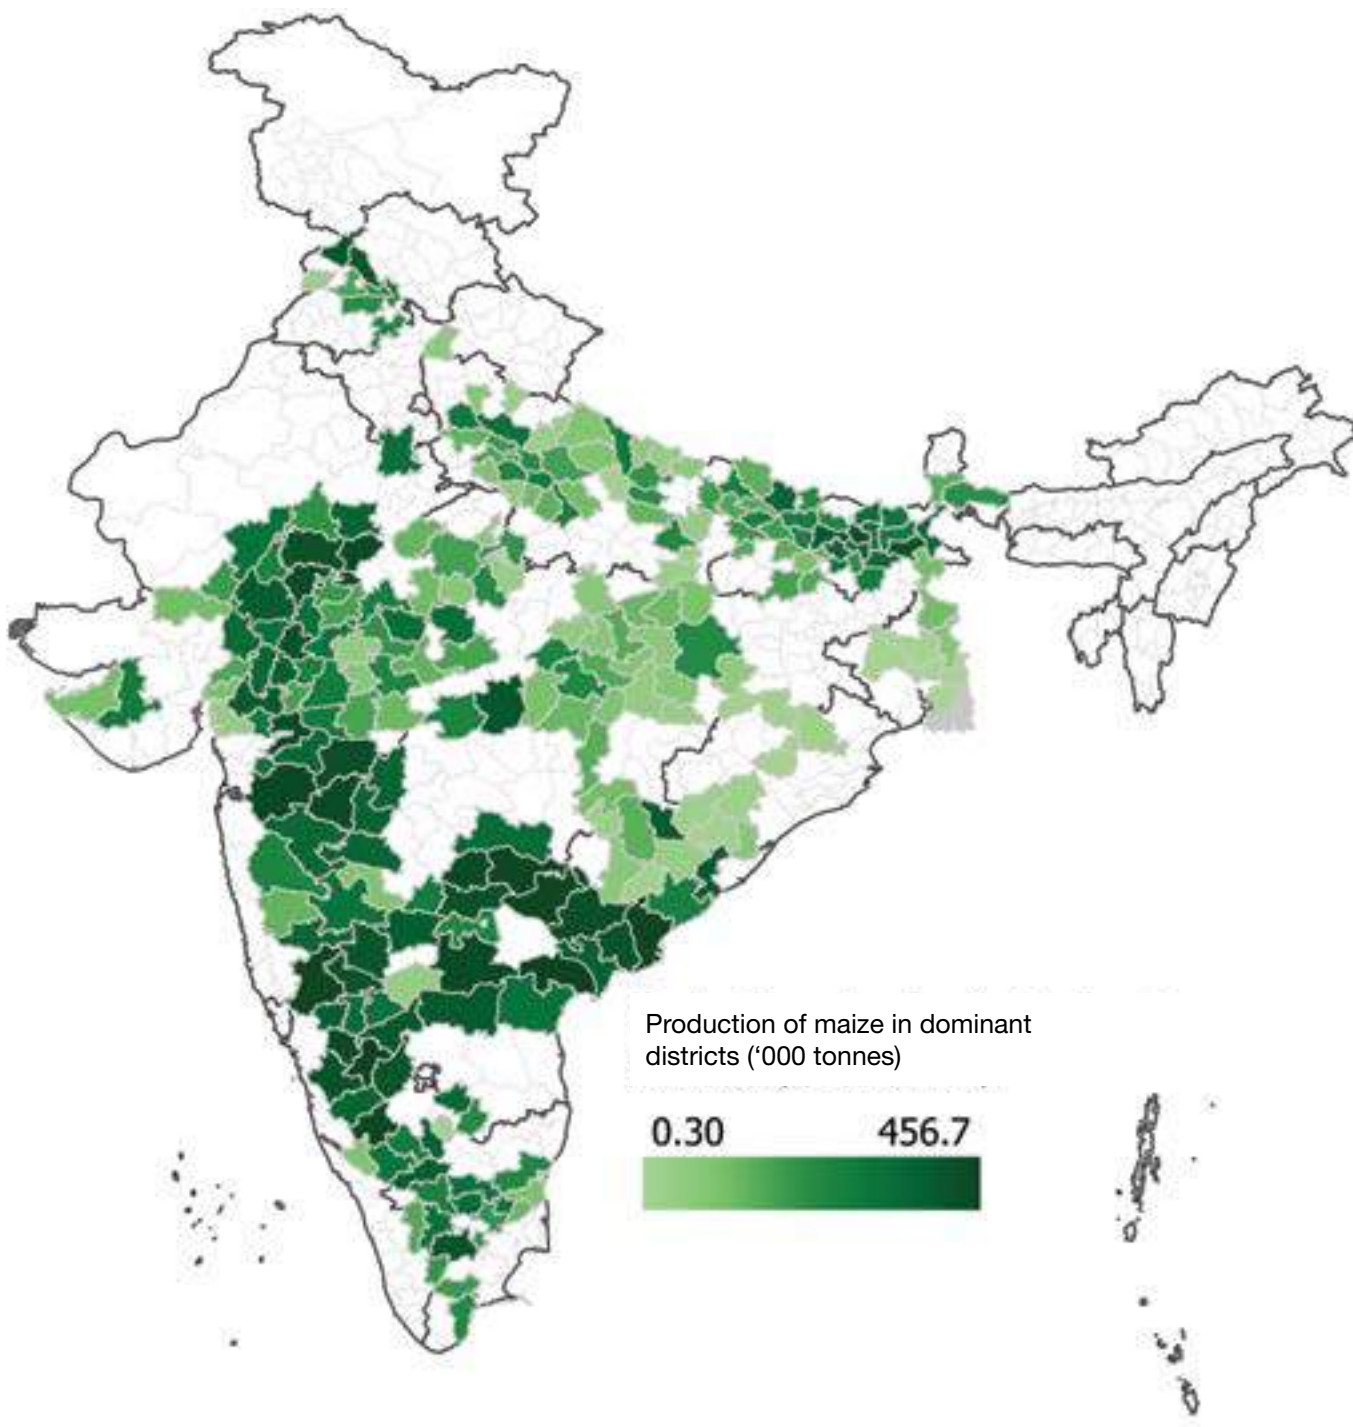 Production of maize in dominant
districts (‘000 tonnes)
0.30 456.7